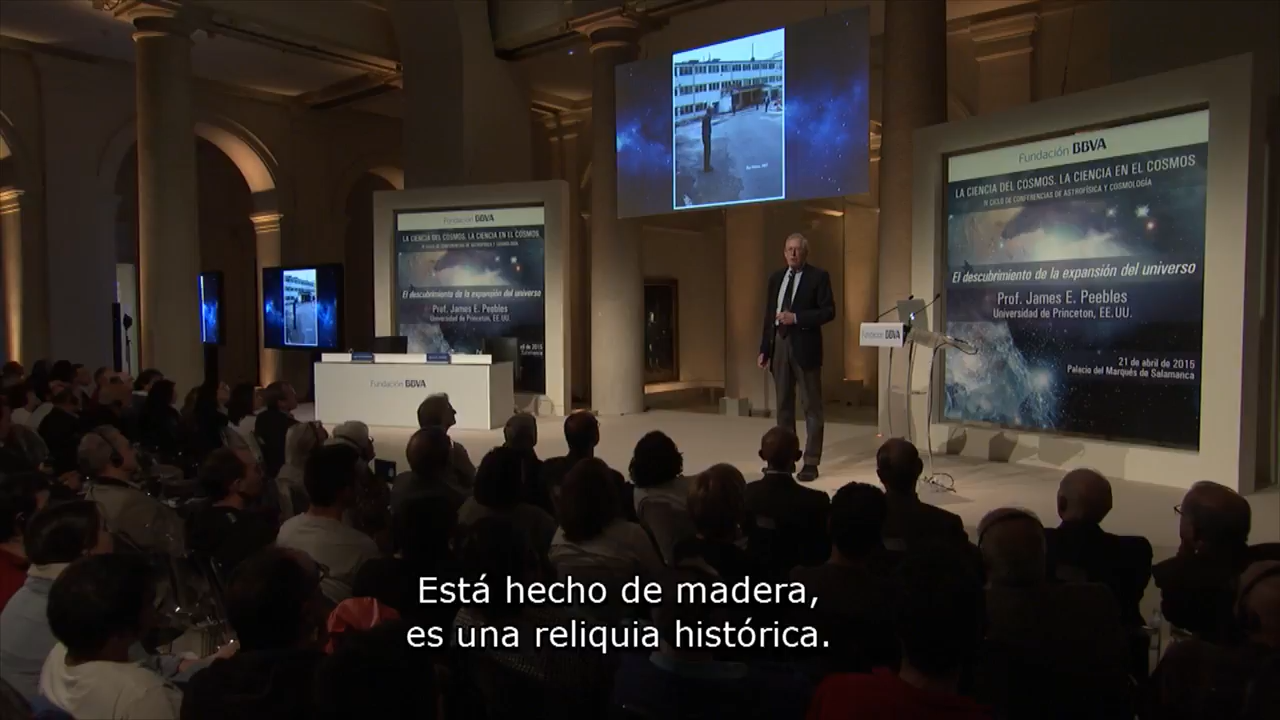 Fundación BBVA
LA CIENCIA DEL COSMOS. LA CIENCIA EN EL COSMOS
IV CICLO DE CONFERENCIAS DE ASTROFÍSICA Y COSMOLOGÍA
El descubrimiento de la expansión del universo
Prof. James E. Peebles
Universidad de Princeton, EE.UU.
21 de abril de 2015
Palacio del Marqués de Salamanca
Fundación BBVA
LA CIENCIA DEL COSMOS. LA CIENCIA EN EL COSMOS
El descubrimiento de la expansión del universo
Prof. James E. Peebles
Universidad de Princeton, EE.UU.
Fundación BBVA
Fundación BBVA
Está hecho de madera,
es una reliquia histórica.